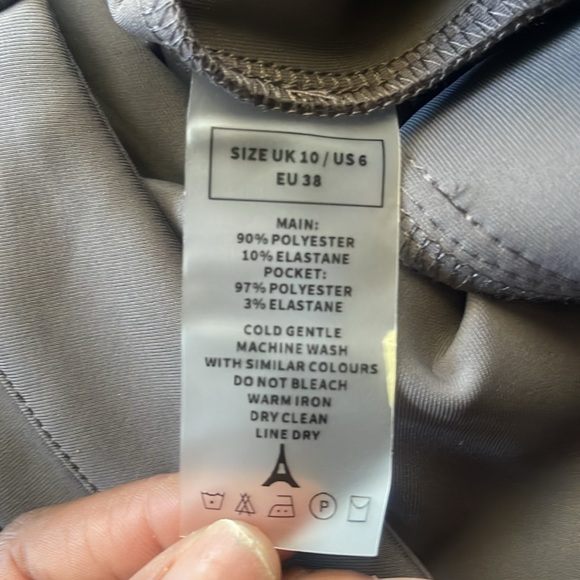 SIZE UK 10 / US 6
EU 38
MAIN:
90% POLYESTER
10% ELASTANE
POCKET:
97% POLYESTER
3% ELASTANE
COLD GENTLE
MACHINE WASH
WITH SIMILAR COLOURS
DO NOT BLEACH
WARM IRON
DRY CLEAN
LINE DRY
P